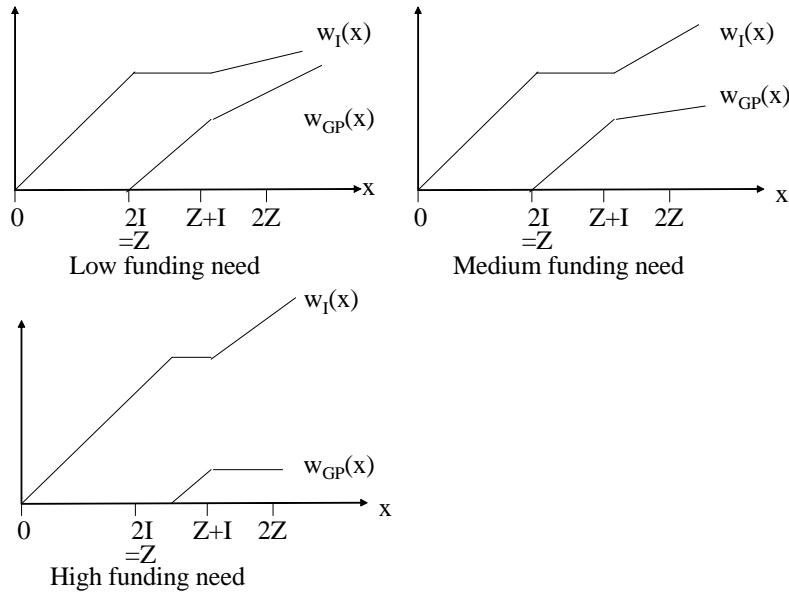 w_I(x)
w_GP(x)
x
0 2I Z+I 2Z
=Z
Low funding need
w_I(x)
w_GP(x)
x
0 2I Z+I 2Z
=Z
Medium funding need
w_I(x)
w_GP(x)
x
0 2I Z+I 2Z
=Z
High funding need